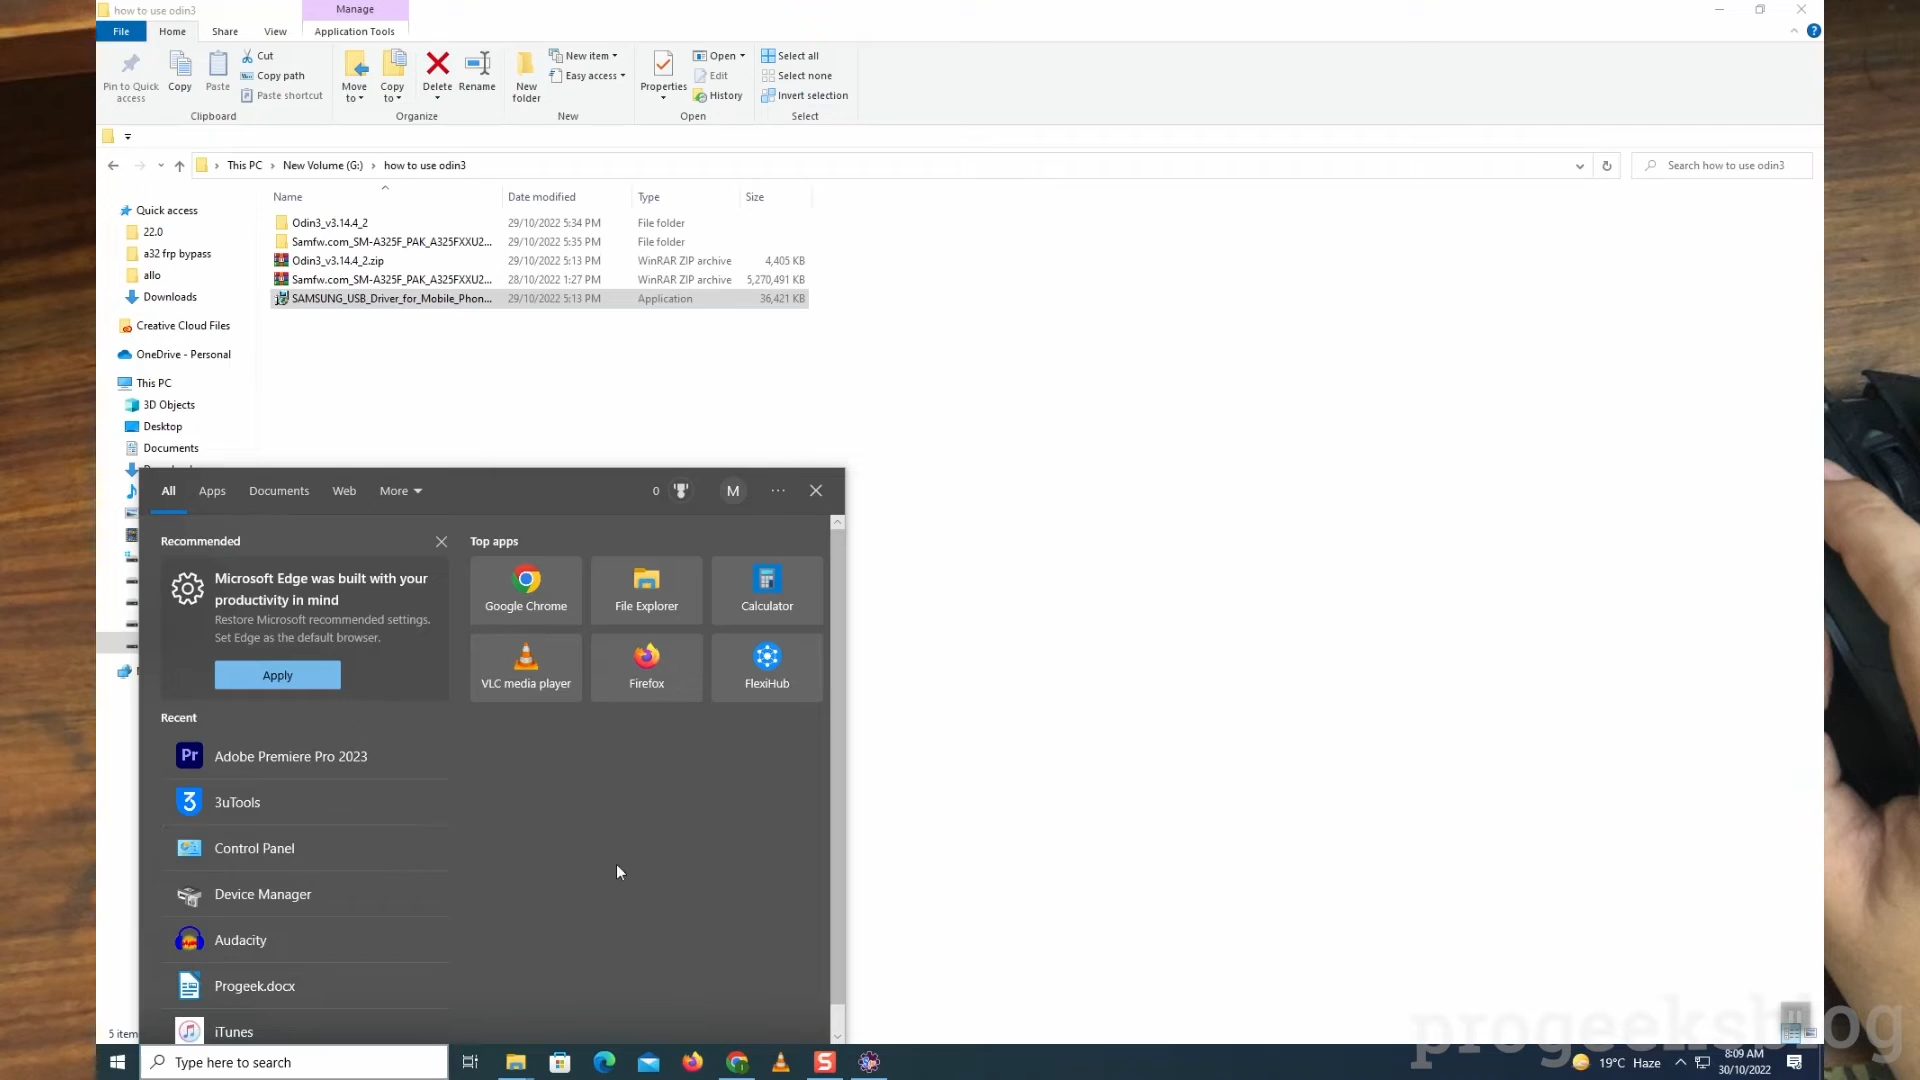 how to use odin3
Manage
File
Home
Share
View
Application Tools
Pin to Quick access
Copy
Paste
Cut
Copy path
Paste shortcut
Move to
Copy to
Delete
Rename
New folder
New item
Easy access
Properties
Open
Edit
History
Select all
Select none
Invert selection
Clipboard
Organize
New
Open
Select
This PC
New Volume (G:)
how to use odin3
Search how to use odin3
Name
Date modified
Type
Size
Odin3_v3.14.4_2
29/10/2022 5:34 PM
File folder
Samfw.com_SM-A325F_PAK_A325FXXU2...
29/10/2022 5:35 PM
File folder
Odin3_v3.14.4_2.zip
29/10/2022 5:13 PM
WinRAR ZIP archive
4,405 KB
Samfw.com_SM-A325F_PAK_A325FXXU2...
28/10/2022 1:27 PM
WinRAR ZIP archive
5,270,491 KB
SAMSUNG_USB_Driver_for_Mobile_Phon...
29/10/2022 5:13 PM
Application
36,421 KB
Quick access
22.0
a32 frp bypass
allo
Downloads
Creative Cloud Files
OneDrive - Personal
This PC
3D Objects
Desktop
Documents
All
Apps
Documents
Web
More
0
M
Recommended
Microsoft Edge was built with your
productivity in mind
Restore Microsoft recommended settings.
Set Edge as the default browser.
Apply
Top apps
Google Chrome
File Explorer
Calculator
VLC media player
Firefox
FlexiHub
Recent
Pr
Adobe Premiere Pro 2023
3uTools
Control Panel
Device Manager
Audacity
Progeek.docx
iTunes
5 item
progeeksblog
Type here to search
19°C Haze
8:09 AM
30/10/2022